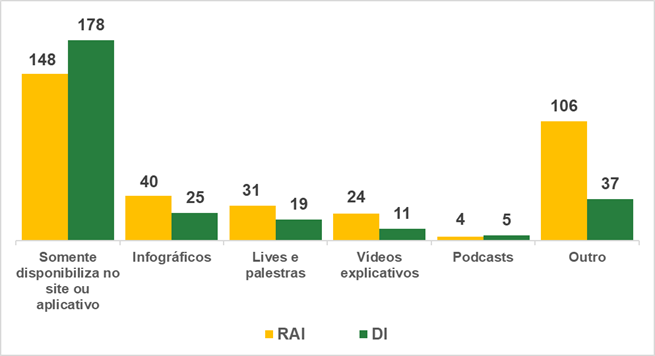 178
148
106
40
25
31
19
24
11
4
5
37
Somente
disponibiliza no
site ou
aplicativo
Infográficos
Lives e
palestras
Vídeos
explicativos
Podcasts
Outro
RAI
DI